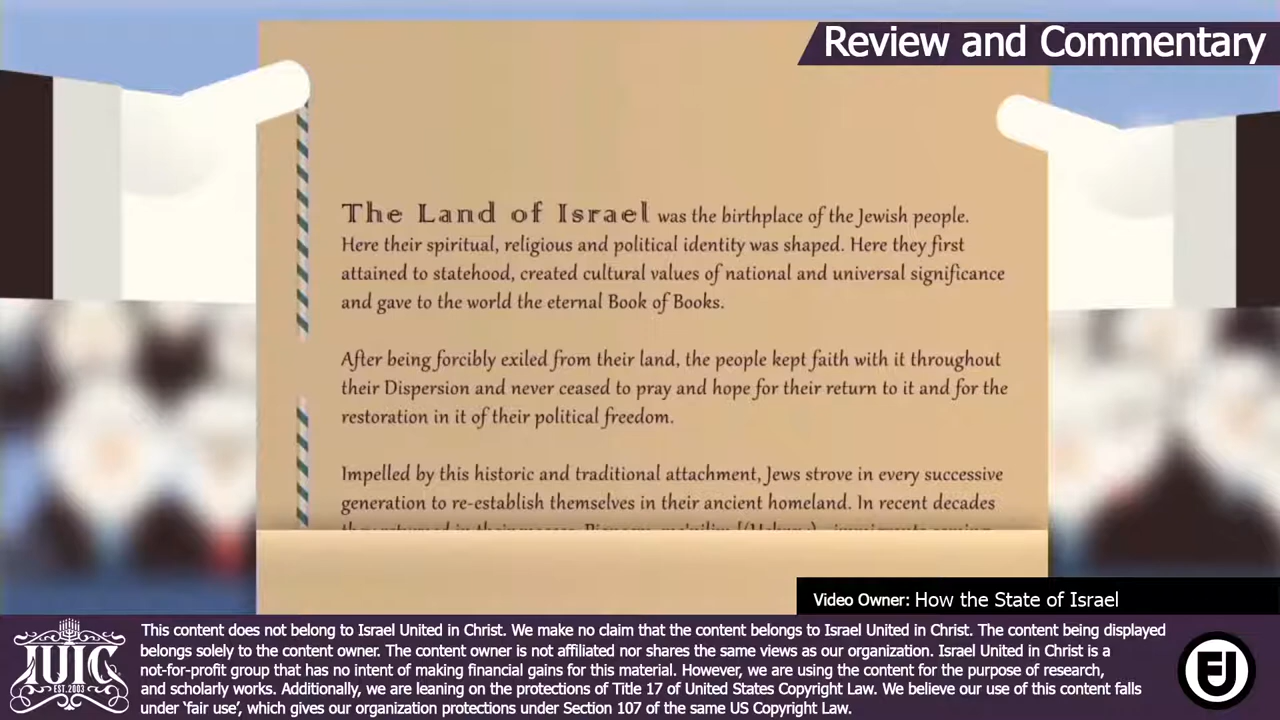 Review and Commentary
The Land of Israel was the birthplace of the Jewish people.
Here their spiritual, religious and political identity was shaped. Here they first
attained to statehood, created cultural values of national and universal significance
and gave to the world the eternal Book of Books.
After being forcibly exiled from their land, the people kept faith with it throughout
their Dispersion and never ceased to pray and hope for their return to it and for the
restoration in it of their political freedom.
Impelled by this historic and traditional attachment, Jews strove in every successive
generation to re-establish themselves in their ancient homeland. In recent decades
Video Owner: How the State of Israel
This content does not belong to Israel United in Christ. We make no claim that the content belongs to Israel United in Christ. The content being displayed
belongs solely to the content owner. The content owner is not affiliated nor shares the same views as our organization. Israel United in Christ is a
not-for-profit group that has no intent of making financial gains for this material. However, we are using the content for the purpose of research,
and scholarly works. Additionally, we are leaning on the protections of Title 17 of United States Copyright Law. We believe our use of this content falls
under 'fair use', which gives our organization protections under Section 107 of the same US Copyright Law.
IUIC
EST. 2003